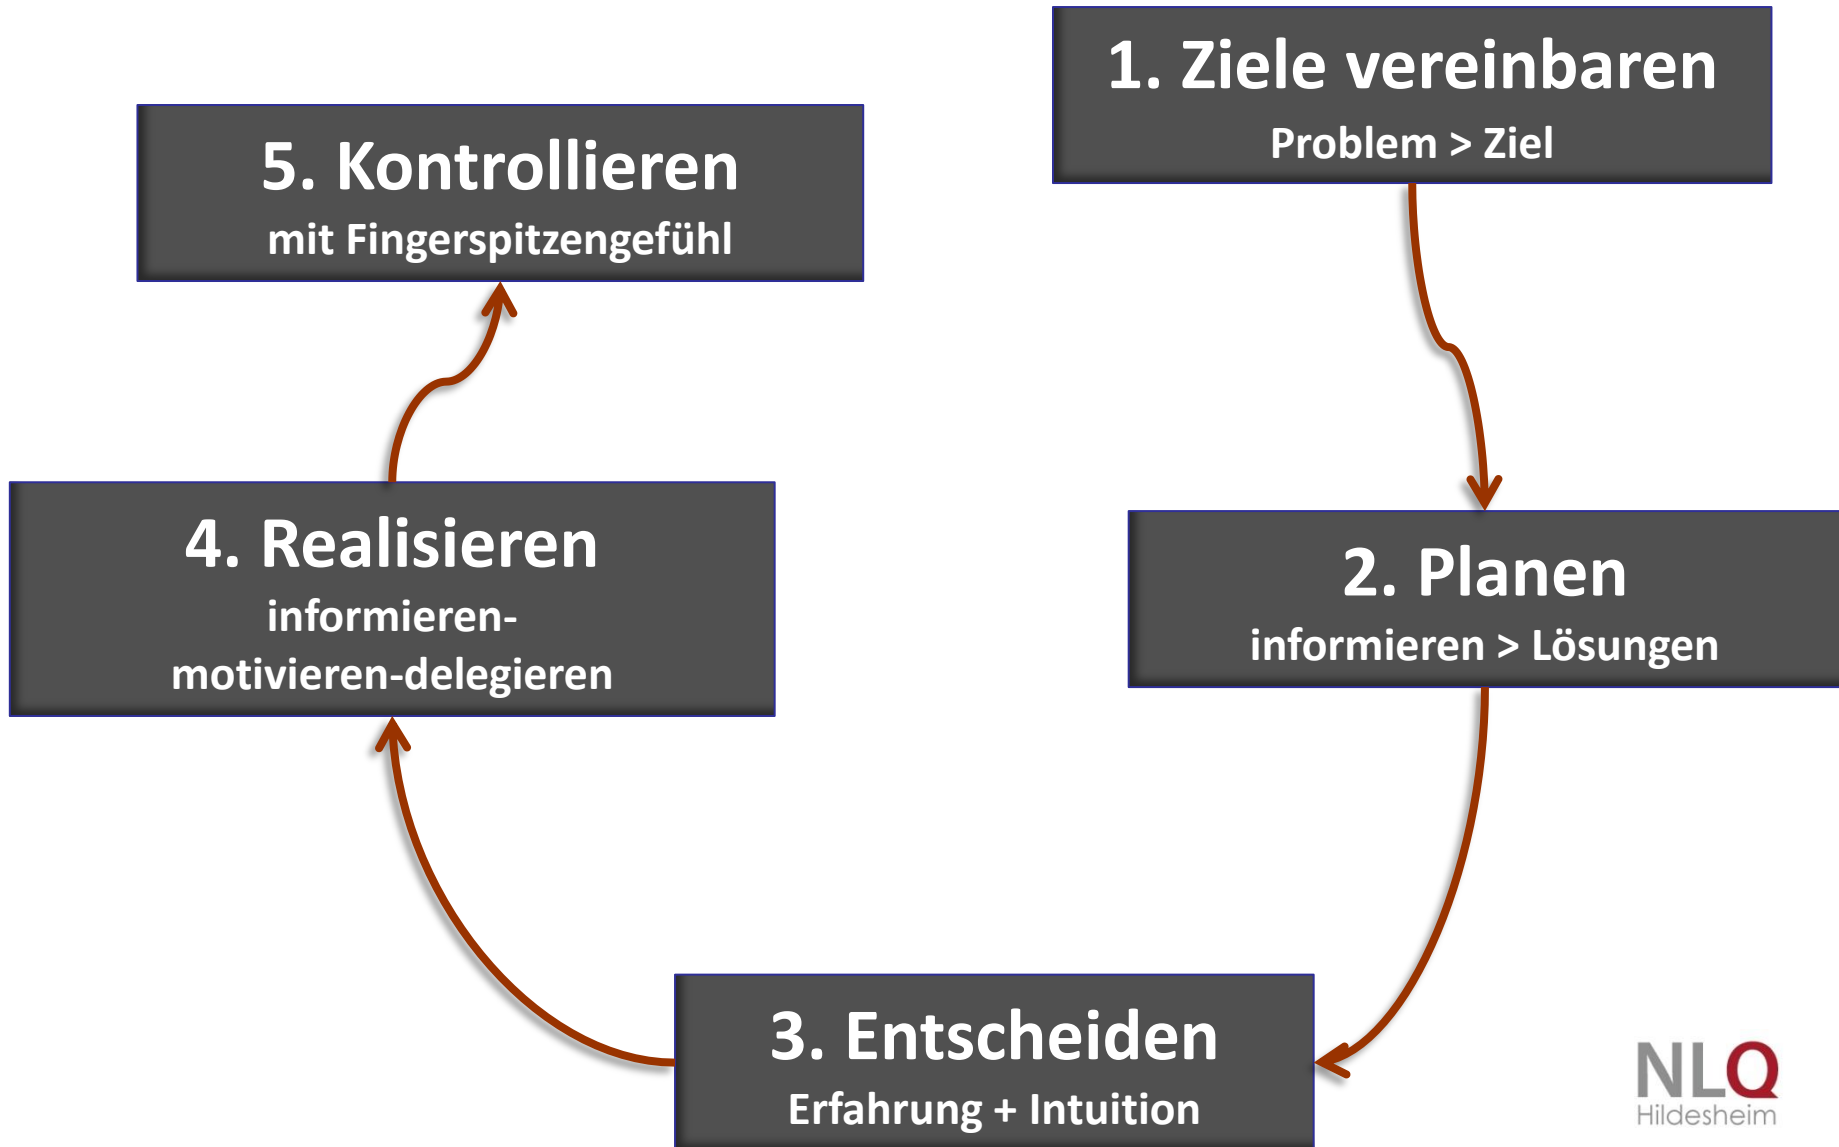 1. Ziele vereinbaren
Problem > Ziel
2. Planen
informieren > Lösungen
3. Entscheiden
Erfahrung + Intuition
4. Realisieren
informieren-
motivieren-delegieren
5. Kontrollieren
mit Fingerspitzengefühl
NLQ
Hildesheim